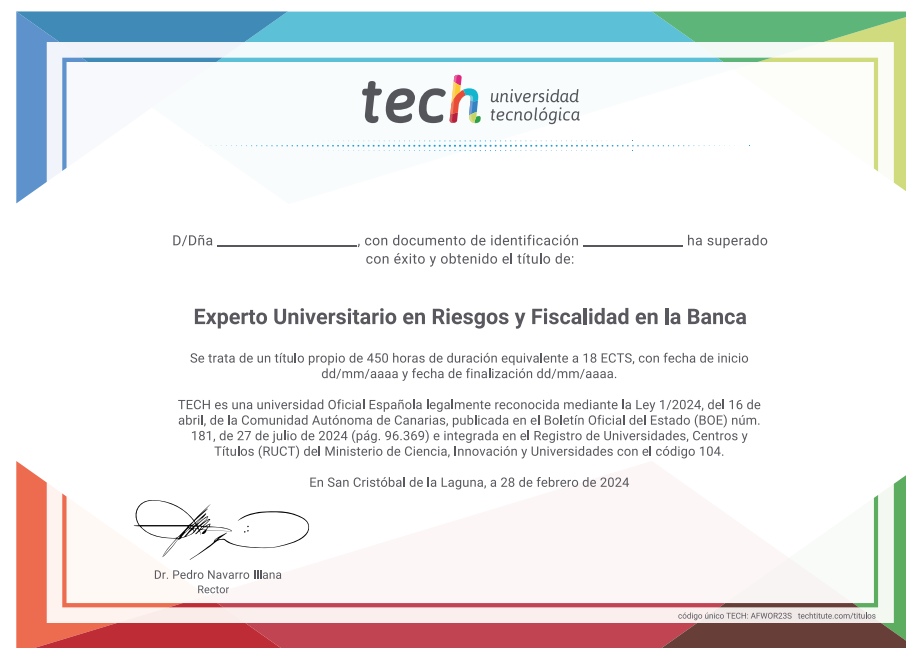 tech universidad
tecnológica
D/Dña ____________________, con documento de identificación ______________ ha superado
con éxito y obtenido el título de:
Experto Universitario en Riesgos y Fiscalidad en la Banca
Se trata de un título propio de 450 horas de duración equivalente a 18 ECTS, con fecha de inicio
dd/mm/aaaa y fecha de finalización dd/mm/aaaa.
TECH es una universidad Oficial Española legalmente reconocida mediante la Ley 1/2024, del 16 de
abril, de la Comunidad Autónoma de Canarias, publicada en el Boletín Oficial del Estado (BOE) núm.
181, de 27 de julio de 2024 (pág. 96.369) e integrada en el Registro de Universidades, Centros y
Títulos (RUCT) del Ministerio de Ciencia, Innovación y Universidades con el código 104.
En San Cristóbal de la Laguna, a 28 de febrero de 2024
Dr. Pedro Navarro Illana
Rector
código único TECH: AFWOR23S techtitute.com/titulos